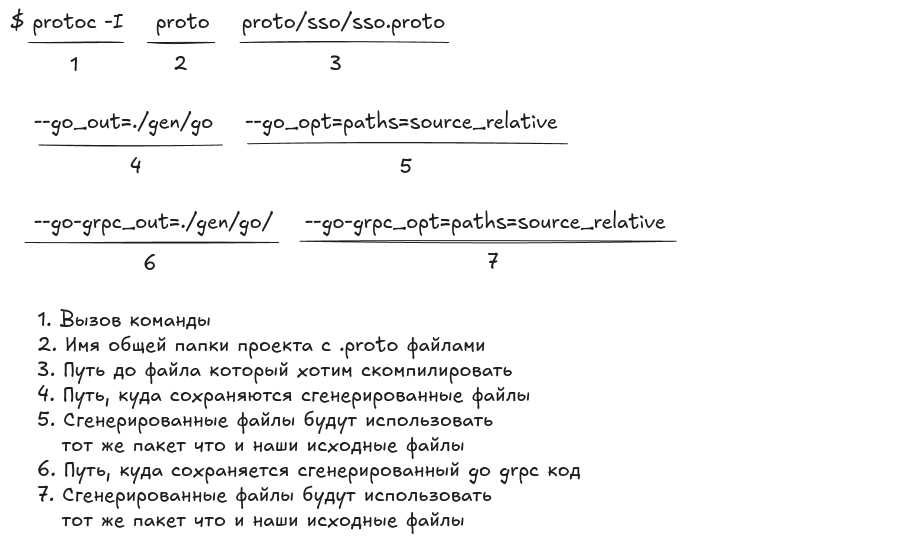 $ protoc -I proto proto/sso/sso.proto
1 2 3
--go_out=./gen/go --go_opt=paths=source_relative
4 5
--go-grpc_out=./gen/go/ --go-grpc_opt=paths=source_relative
6 7
1. Вызов команды
2. Имя общей папки проекта с .proto файлами
3. Путь до файла который хотим скомпилировать
4. Путь, куда сохраняются сгенерированные файлы
5. Сгенерированные файлы будут использовать
тот же пакет что и наши исходные файлы
6. Путь, куда сохраняется сгенерированный go grpc код
7. Сгенерированные файлы будут использовать
тот же пакет что и наши исходные файлы